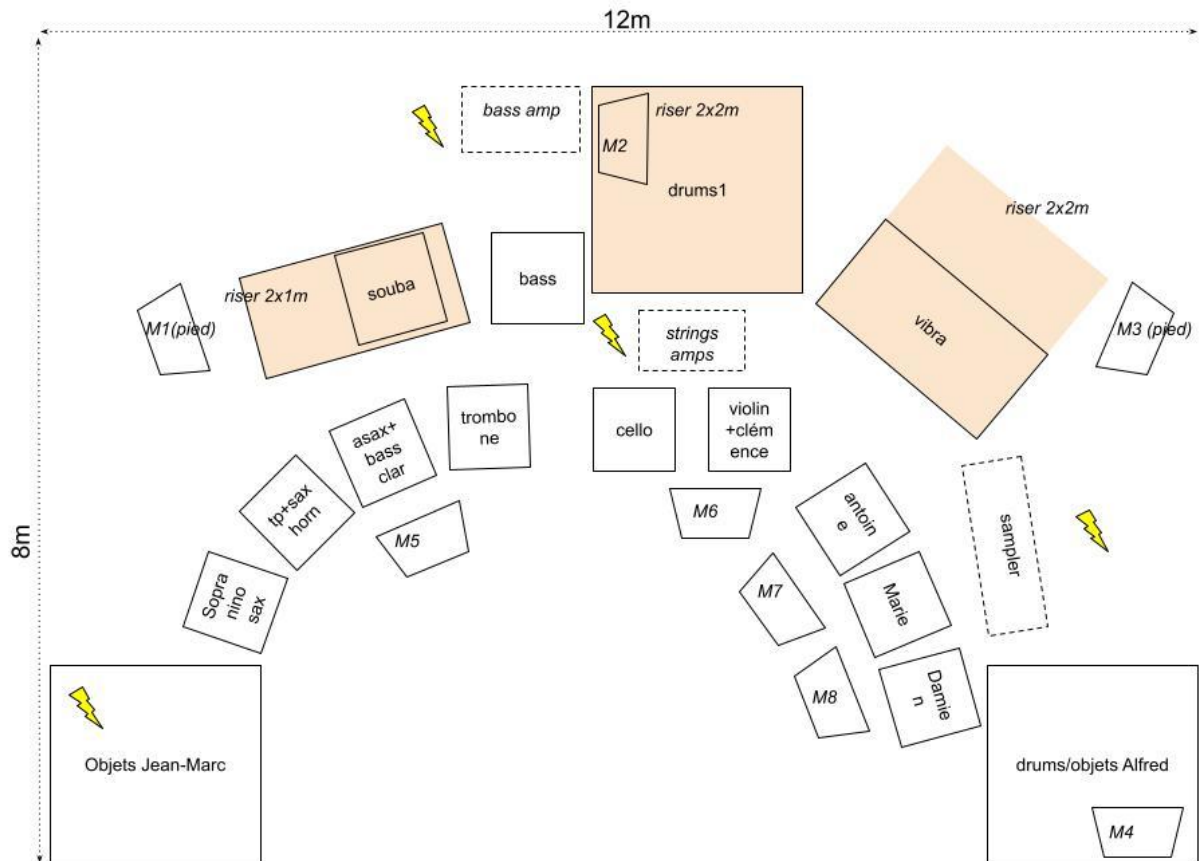 12m
8m
bass amp
M2
riser 2x2m
drums1
riser 2x2m
riser 2x1m
souba
bass
M1(pied)
M3 (pied)
vibra
strings
amps
trombo
ne
cello
violin
+clém
ence
asax+
bass
clar
tp+sax
horn
M5
M6
antoin
e
sampler
Sopra
nino
sax
M7
Marie
M8
Damie
n
Objets Jean-Marc
drums/objets Alfred
M4